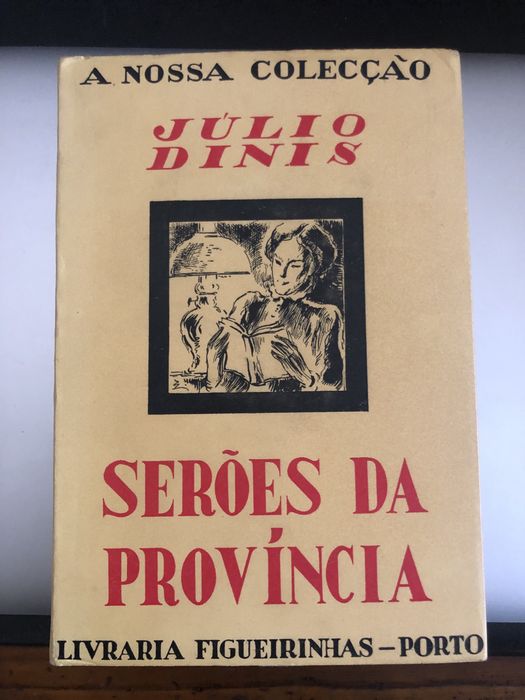 A NOSSA COLECÇÃO
JÚLIO
DINIS
SERÕES DA
PROVÍNCIA
LIVRARIA FIGUEIRINHAS – PORTO